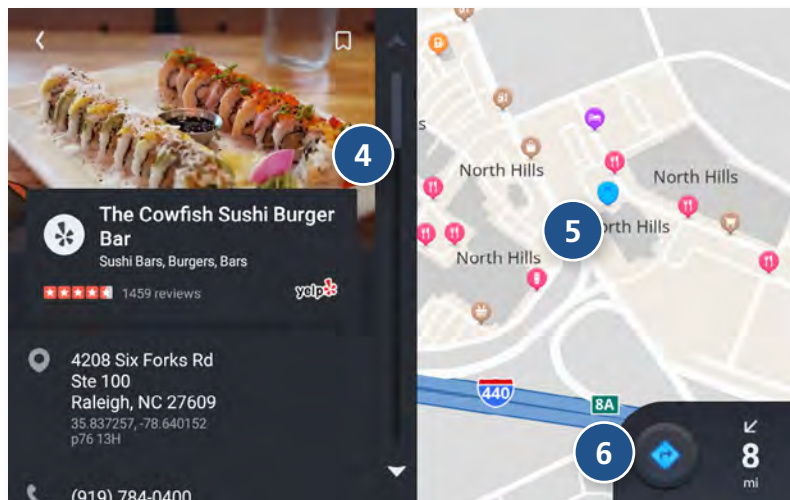 4
The Cowfish Sushi Burger
Bar
Sushi Bars, Burgers, Bars
1459 reviews
yelp
4208 Six Forks Rd
Ste 100
Raleigh, NC 27609
35.837257, -78.640152
p76 13H
(919) 784-0400
s
North Hills
North Hills
5
orth Hills
North Hills
440
8A
6
8
mi